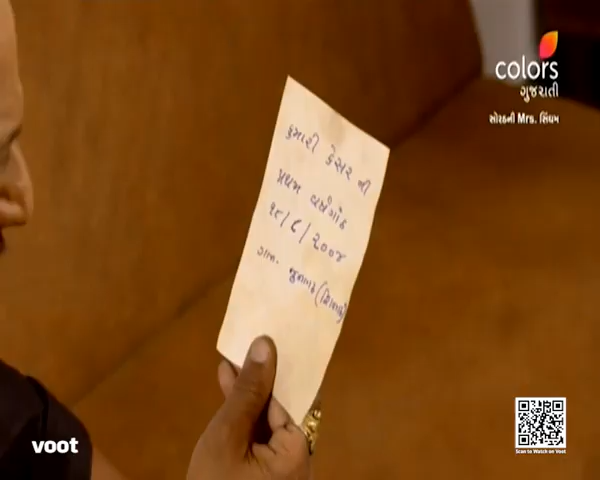 colors
ગુજરાતી
સોરઠની Mrs. સિંઘમ
કુમારી કેસર ની
પ્રથમ વર્ષગાંઠ
૧૮/૮/૨૦૦૪
ગામ. જુનાગઢ
voot
Scan to Watch on Voot